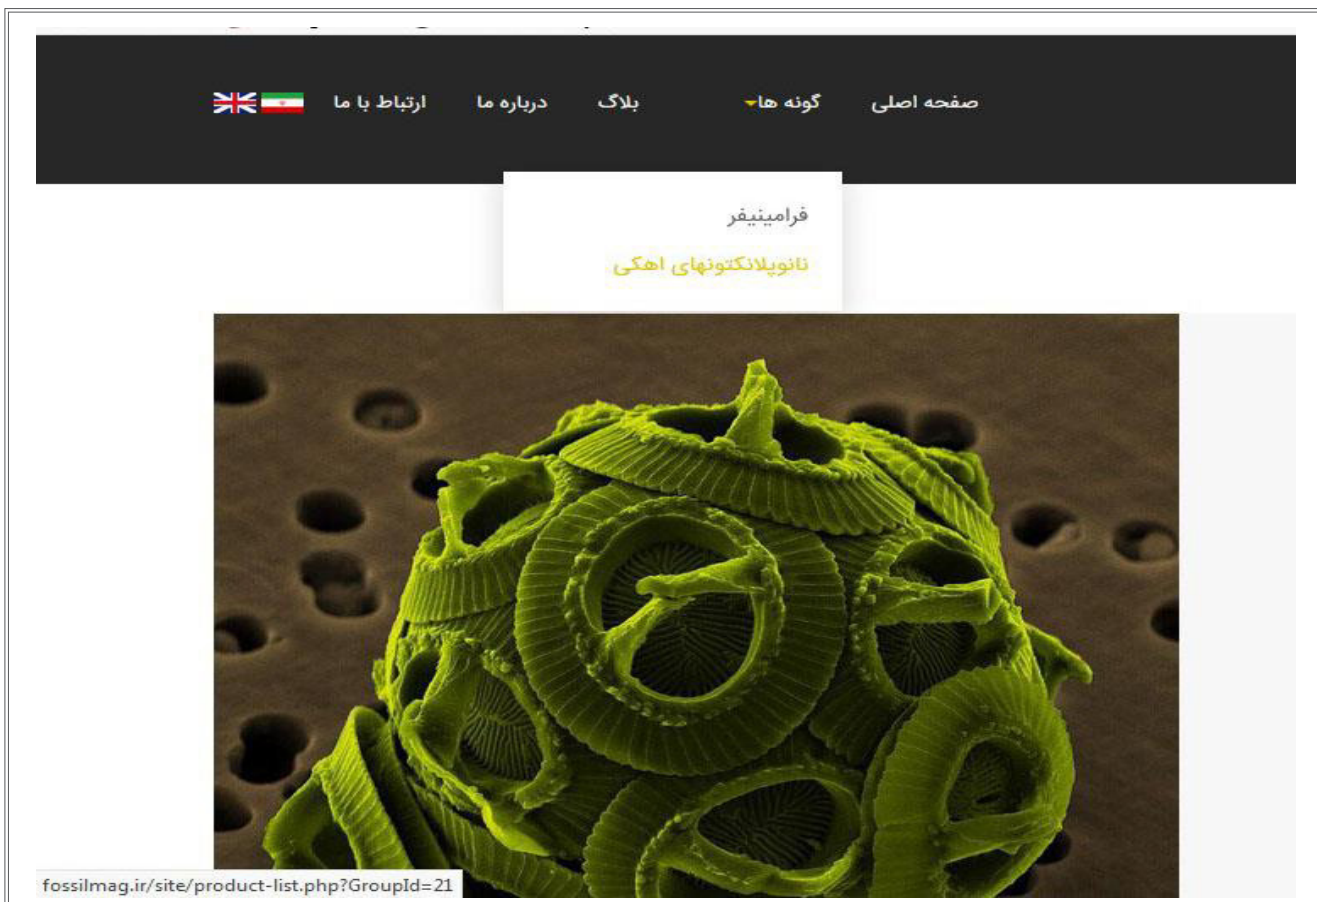 صفحه اصلی گونه ها بلاگ درباره ما ارتباط با ما
فرامینیفر
نانوپلانکتونهای اهکی
fossilmag.ir/site/product-list.php?GroupId=21